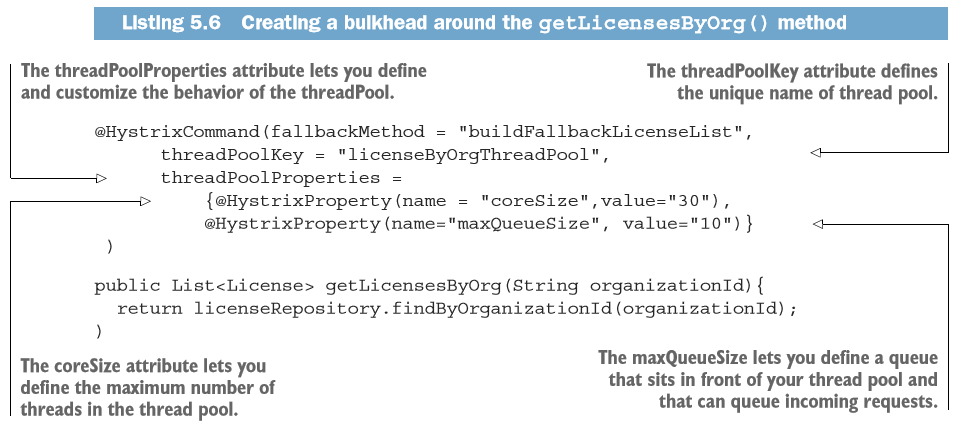 Listing 5.6 Creating a bulkhead around the getLicensesByOrg() method
The threadPoolProperties attribute lets you define
and customize the behavior of the threadPool.
The threadPoolKey attribute defines
the unique name of thread pool.
@HystrixCommand(fallbackMethod = "buildFallbackLicenseList",
threadPoolKey = "licenseByOrgThreadPool",
threadPoolProperties =
{@HystrixProperty(name = "coreSize",value="30"),
@HystrixProperty(name="maxQueueSize", value="10")}
)
public List<License> getLicensesByOrg(String organizationId){
return licenseRepository.findByOrganizationId(organizationId);
)
The coreSize attribute lets you
define the maximum number of
threads in the thread pool.
The maxQueueSize lets you define a queue
that sits in front of your thread pool and
that can queue incoming requests.